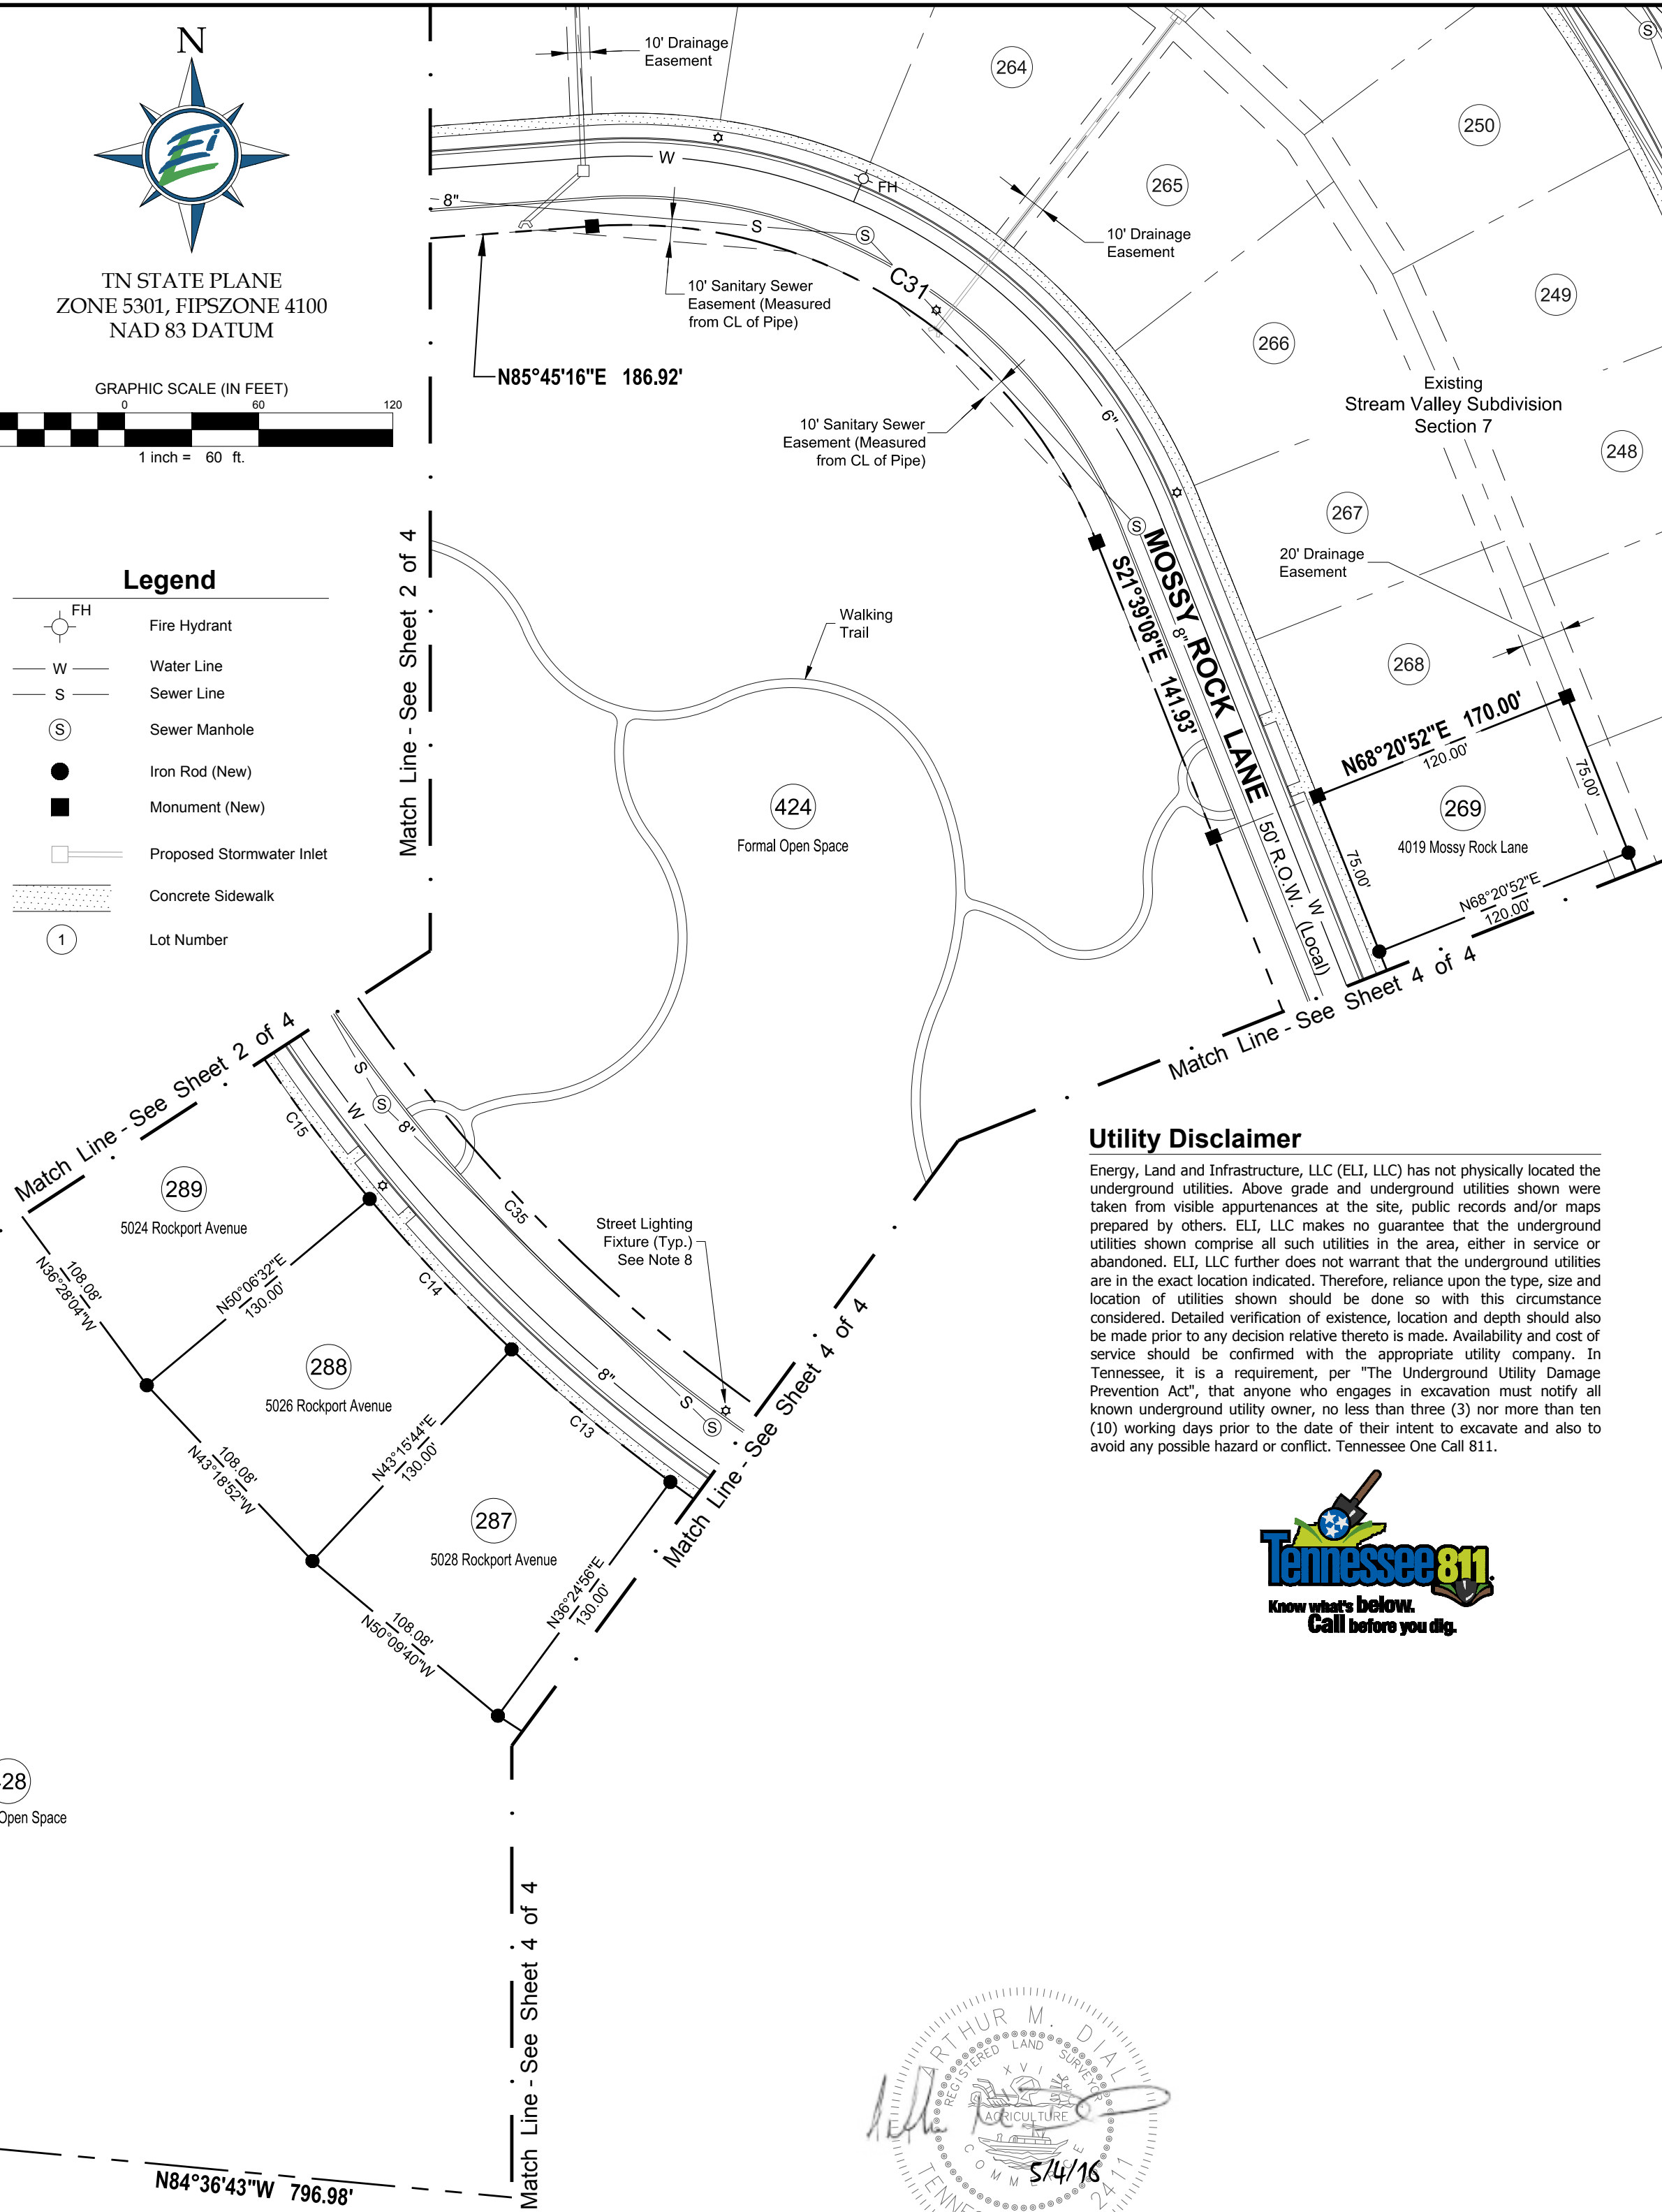 N
Ei
TN STATE PLANE
ZONE 5301, FIPSZONE 4100
NAD 83 DATUM
GRAPHIC SCALE (IN FEET)
0 60 120
1 inch = 60 ft.
Legend
FH Fire Hydrant
W Water Line
S Sewer Line
S Sewer Manhole
Iron Rod (New)
Monument (New)
Proposed Stormwater Inlet
Concrete Sidewalk
1 Lot Number
Match Line - See Sheet 2 of 4
10' Drainage
Easement
W
8"
S
S
FH
C31
10' Sanitary Sewer
Easement (Measured
from CL of Pipe)
N85°45'16"E 186.92'
264
265
250
S
10' Drainage
Easement
249
266
Existing
Stream Valley Subdivision
Section 7
248
10' Sanitary Sewer
Easement (Measured
from CL of Pipe)
6"
267
S
20' Drainage
Easement
MOSSY ROCK LANE
S21°39'08"E 141.93'
8"
268
Walking
Trail
424
Formal Open Space
N68°20'52"E 170.00'
120.00'
75.00'
269
4019 Mossy Rock Lane
75.00'
N68°20'52"E
120.00'
50' R.O.W. (Local)
W
Match Line - See Sheet 4 of 4
Match Line - See Sheet 2 of 4
S
W
S
8"
C15
289
5024 Rockport Avenue
108.08'
N36°28'04"W
N50°06'32"E
130.00'
C35
C14
Street Lighting
Fixture (Typ.)
See Note 8
288
5026 Rockport Avenue
8"
S
S
C13
108.08'
N43°18'52"W
N43°15'44"E
130.00'
287
5028 Rockport Avenue
108.08'
N50°09'40"W
N36°24'56"E
130.00'
Match Line - See Sheet 4 of 4
Utility Disclaimer
Energy, Land and Infrastructure, LLC (ELI, LLC) has not physically located the
underground utilities. Above grade and underground utilities shown were
taken from visible appurtenances at the site, public records and/or maps
prepared by others. ELI, LLC makes no guarantee that the underground
utilities shown comprise all such utilities in the area, either in service or
abandoned. ELI, LLC further does not warrant that the underground utilities
are in the exact location indicated. Therefore, reliance upon the type, size and
location of utilities shown should be done so with this circumstance
considered. Detailed verification of existence, location and depth should also
be made prior to any decision relative thereto is made. Availability and cost of
service should be confirmed with the appropriate utility company. In
Tennessee, it is a requirement, per "The Underground Utility Damage
Prevention Act", that anyone who engages in excavation must notify all
known underground utility owner, no less than three (3) nor more than ten
(10) working days prior to the date of their intent to excavate and also to
avoid any possible hazard or conflict. Tennessee One Call 811.
Tennessee811.
Know what's below.
Call before you dig.
28
Open Space
Match Line - See Sheet 4 of 4
N84°36'43"W 796.98'
ARTHUR M. DIAL
REGISTERED LAND SURVEYOR
XVI
AGRICULTURE
COMMERCE
5/4/16
2411